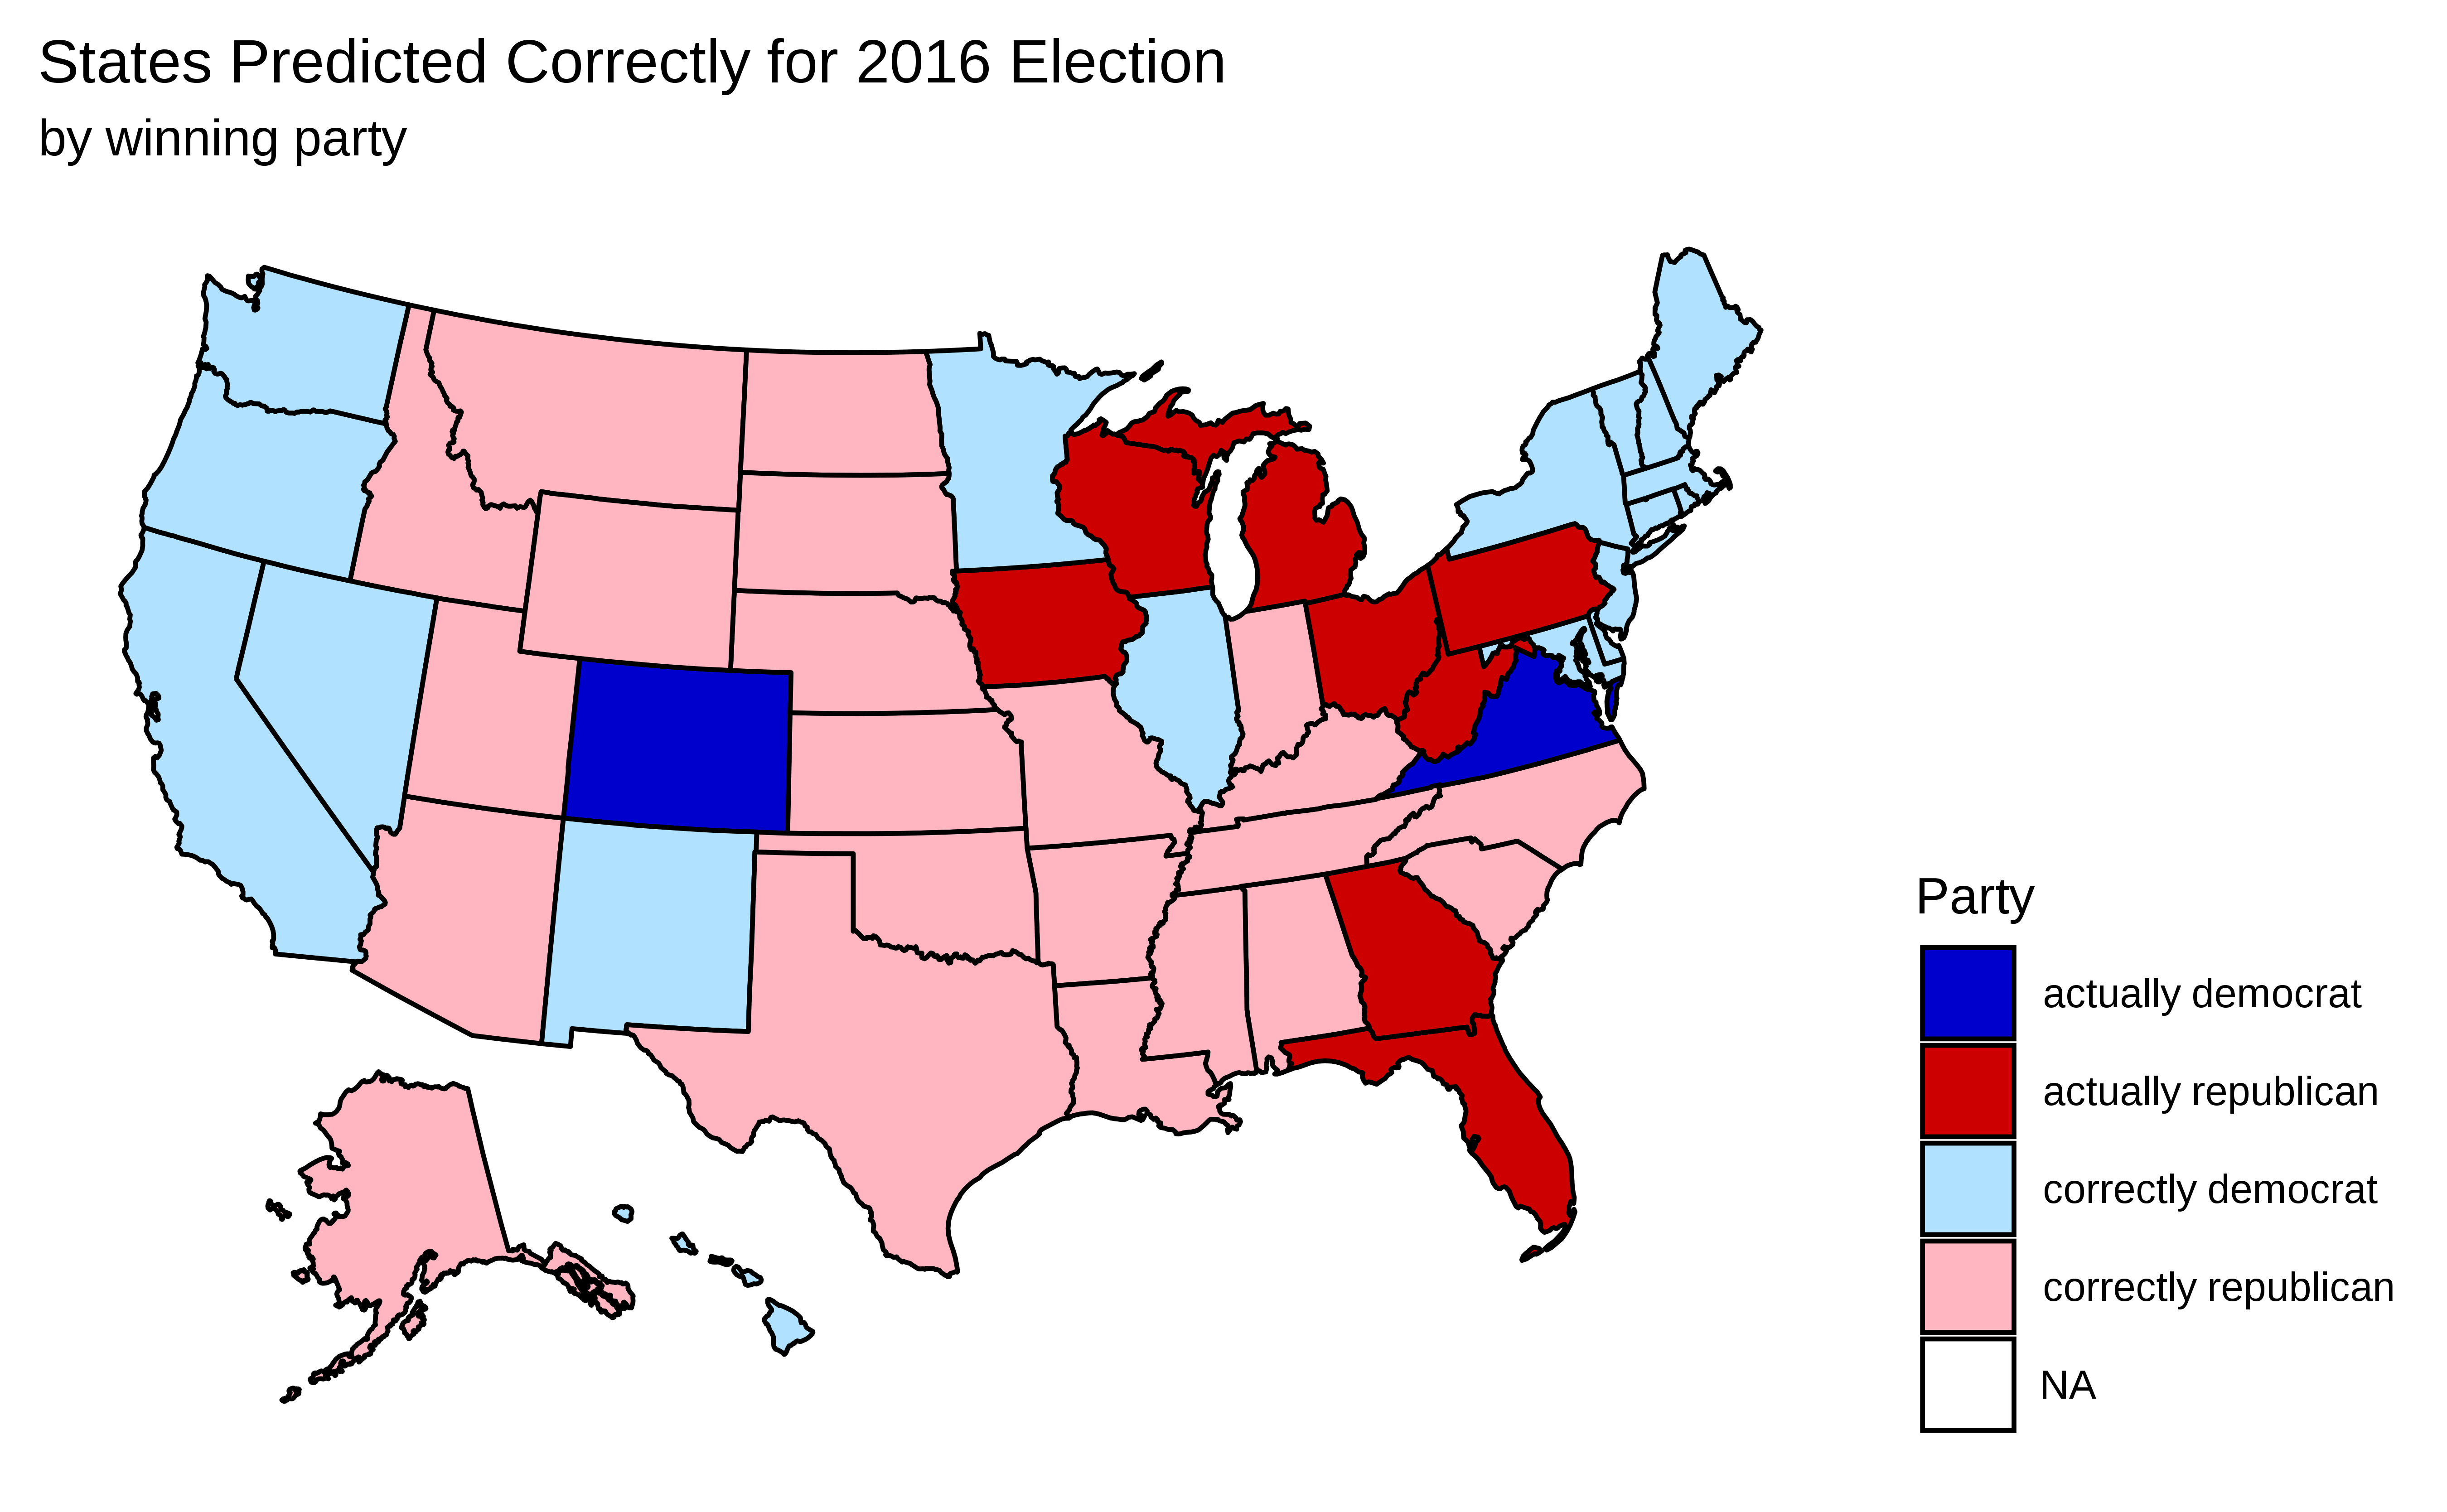 States Predicted Correctly for 2016 Election
by winning party
Party
actually democrat
actually republican
correctly democrat
correctly republican
NA